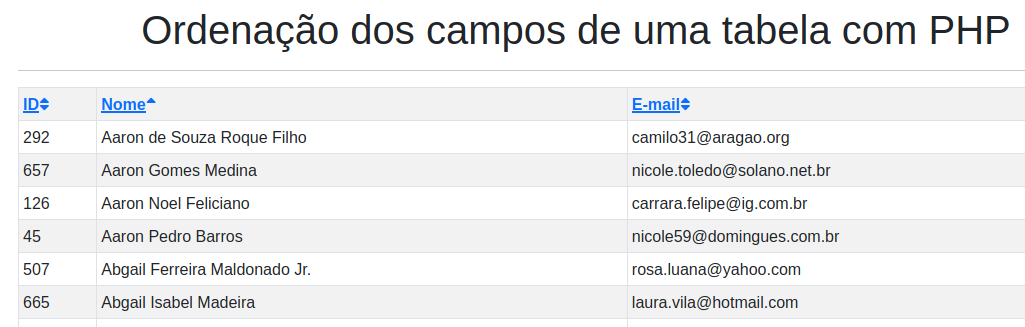 Ordenação dos campos de uma tabela com PHP
ID Nome E-mail
292 Aaron de Souza Roque Filho camilo31@aragao.org
657 Aaron Gomes Medina nicole.toledo@solano.net.br
126 Aaron Noel Feliciano carrara.felipe@ig.com.br
45 Aaron Pedro Barros nicole59@domingues.com.br
507 Abgail Ferreira Maldonado Jr. rosa.luana@yahoo.com
665 Abgail Isabel Madeira laura.vila@hotmail.com